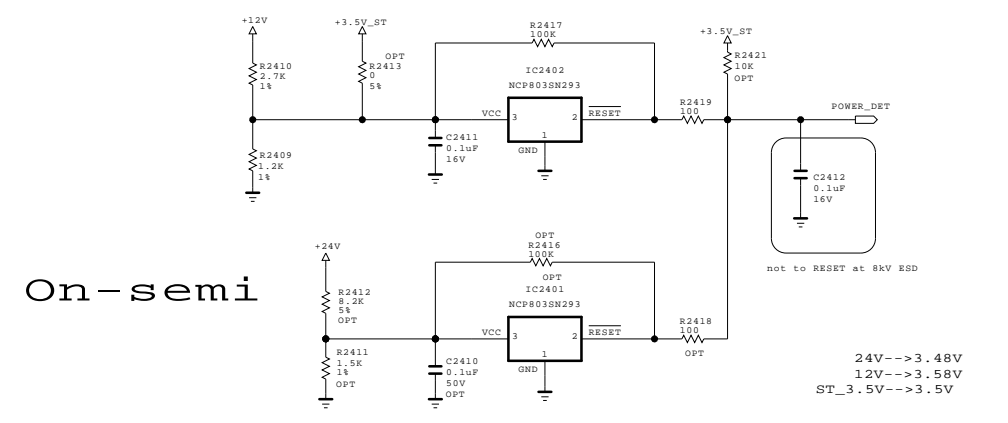 +12V
R2410
2.7K
1%
R2409
1.2K
1%
+3.5V_ST
OPT
R2413
0
5%
R2417
100K
IC2402
NCP803SN293
VCC
3
2
RESET
1
GND
C2411
0.1uF
16V
+3.5V_ST
R2421
10K
OPT
R2419
100
POWER_DET
C2412
0.1uF
16V
not to RESET at 8kV ESD
On-semi
+24V
R2412
8.2K
5%
OPT
R2411
1.5K
1%
OPT
OPT
R2416
100K
OPT
IC2401
NCP803SN293
VCC
3
2
RESET
1
GND
C2410
0.1uF
50V
OPT
R2418
100
OPT
24V-->3.48V
12V-->3.58V
ST_3.5V-->3.5V